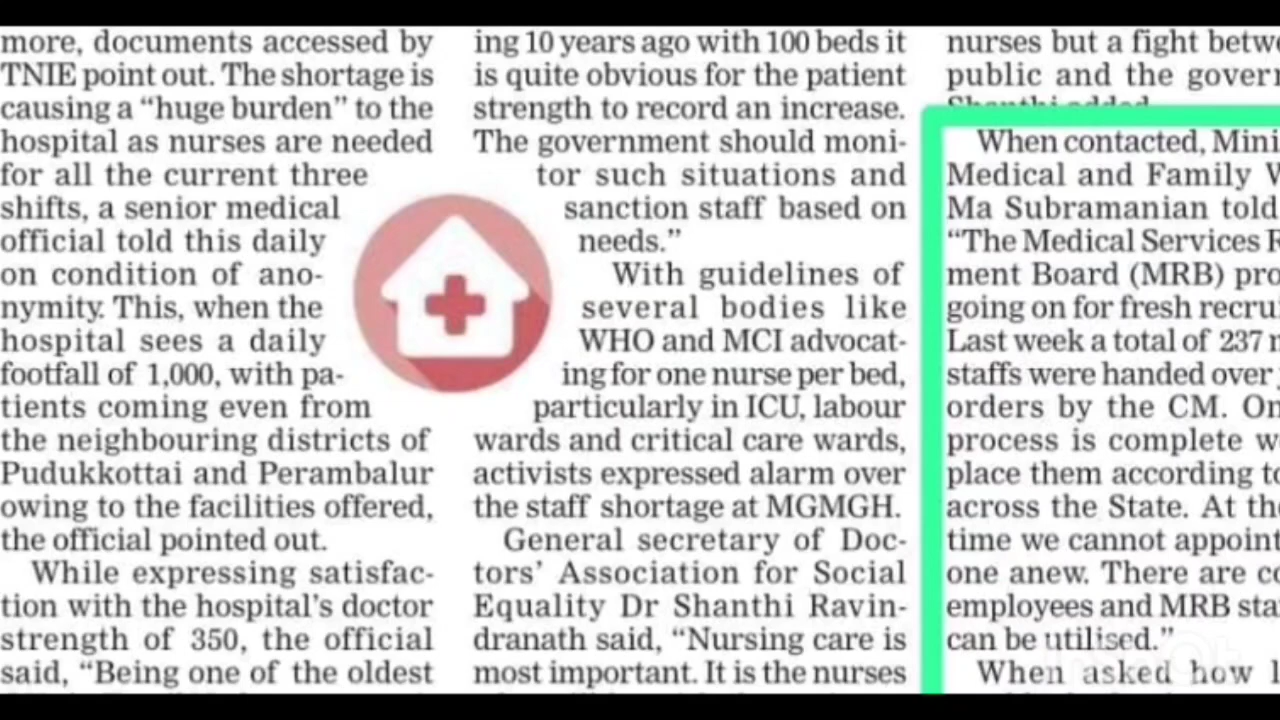 more, documents accessed by
TNIE point out. The shortage is
causing a “huge burden” to the
hospital as nurses are needed
for all the current three
shifts, a senior medical
official told this daily
on condition of ano-
nymity. This, when the
hospital sees a daily
footfall of 1,000, with pa-
tients coming even from
the neighbouring districts of
Pudukkottai and Perambalur
owing to the facilities offered,
the official pointed out.
While expressing satisfac-
tion with the hospital's doctor
strength of 350, the official
said, “Being one of the oldest
ing 10 years ago with 100 beds it
is quite obvious for the patient
strength to record an increase.
The government should moni-
tor such situations and
sanction staff based on
needs.”
With guidelines of
several bodies like
WHO and MCI advocat-
ing for one nurse per bed,
particularly in ICU, labour
wards and critical care wards,
activists expressed alarm over
the staff shortage at MGMGH.
General secretary of Doc-
tors' Association for Social
Equality Dr Shanthi Ravin-
dranath said, “Nursing care is
most important. It is the nurses
nurses but a fight betwe
public and the gover
Shanthi added.
When contacted, Mini
Medical and Family
Ma Subramanian told
“The Medical Services R
ment Board (MRB) pro
going on for fresh recru
Last week a total of 237
staffs were handed over
orders by the CM. On
process is complete w
place them according to
across the State. At the
time we cannot appoint
one anew. There are co
employees and MRB sta
can be utilised.”
When asked how l